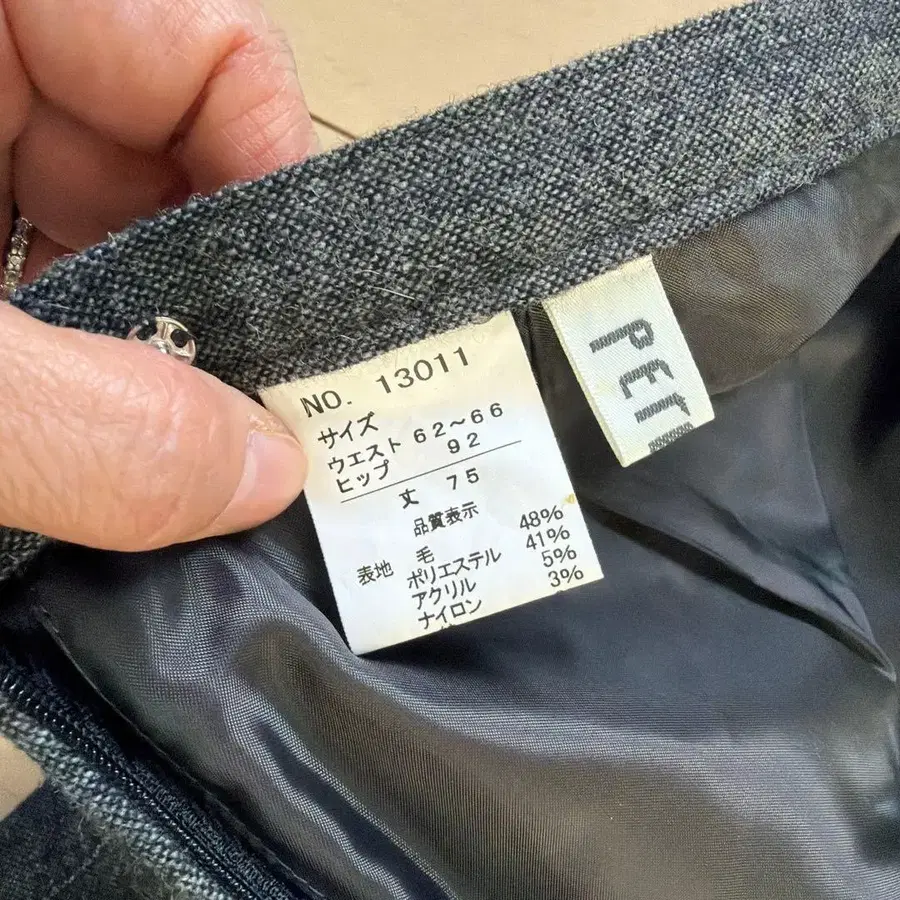 NO. 13011
サイズ
ウエスト 62～66
ヒップ 92
丈 75
品質表示
表地 毛 48%
ポリエステル 41%
アクリル 5%
ナイロン 3%